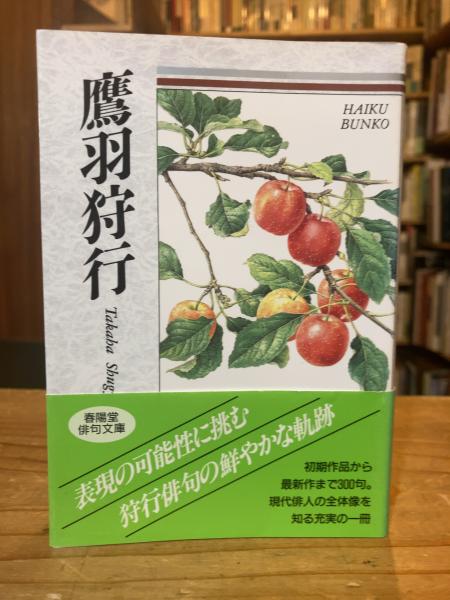 鷹羽狩行
Takaba Shug
HAIKU
BUNKO
春陽堂
俳句文庫
表現の可能性に挑む
狩行俳句の鮮やかな軌跡
初期作品から
最新作まで300句。
現代俳人の全体像を
知る充実の一冊